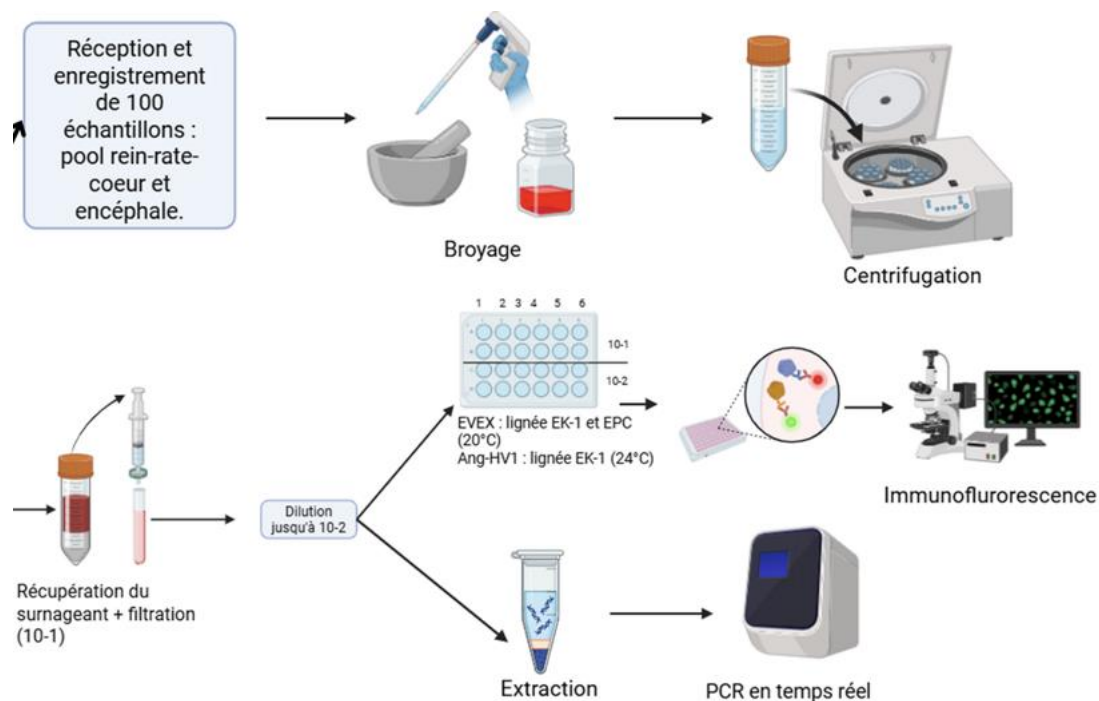 Réception et
enregistrement
de 100
échantillons :
pool rein-rate-
coeur et
encéphale.
Broyage
Centrifugation
1 2 3 4 5 6
10-1
10-2
EVEX : lignée EK-1 et EPC
(20°C)
Ang-HV1 : lignée EK-1 (24°C)
Immunoflurorescence
Récupération du
surnageant + filtration
(10-1)
Dilution
jusqu'à 10-2
Extraction
PCR en temps réel